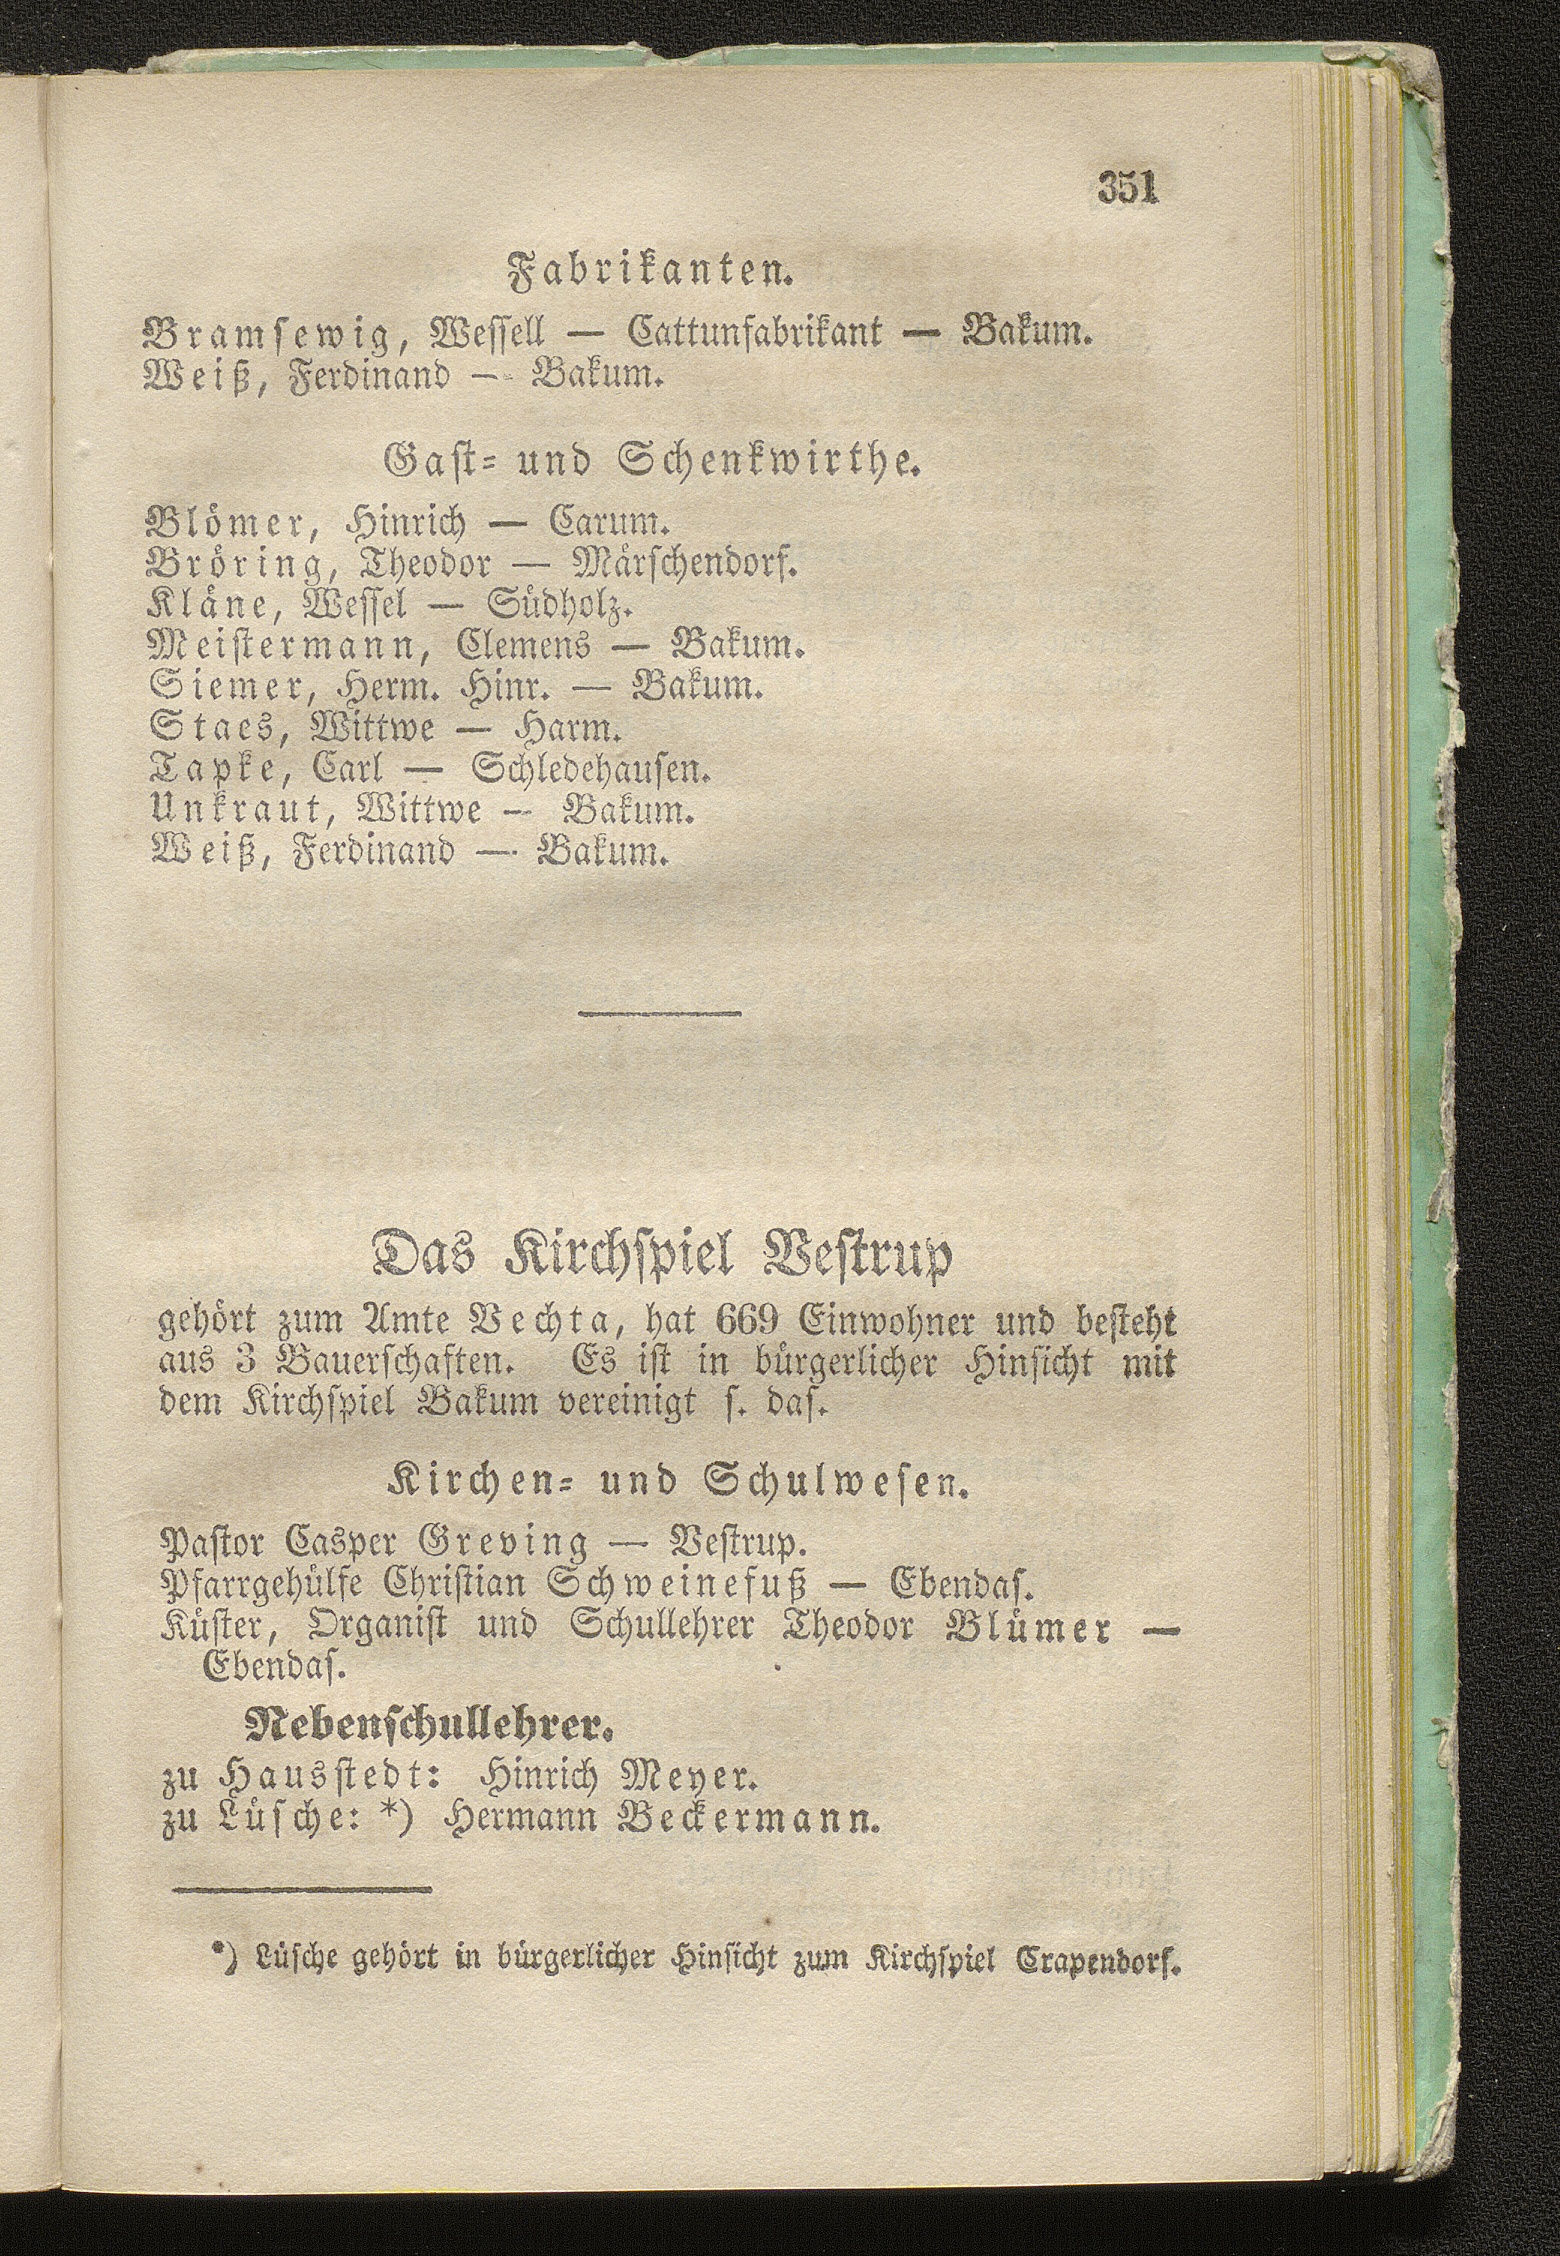 351
Fabrikanten.
Bramsewig, Wessell — Cattunfabrikant — Bakum.
Weiß, Ferdinand — Bakum.
Gast- und Schenkwirthe.
Blömer, Hinrich — Carum.
Bröring, Theodor — Märschendorf.
Kläne, Wessel — Südholz.
Meistermann, Clemens — Bakum.
Siemer, Herm. Hinr. — Bakum.
Staes, Wittwe — Harm.
Tapke, Carl — Schledehausen.
Unkraut, Wittwe — Bakum.
Weiß, Ferdinand — Bakum.
Das Kirchspiel Vestrup
gehört zum Amte Vechta, hat 669 Einwohner und besteht
aus 3 Bauerschaften. Es ist in bürgerlicher Hinsicht mit
dem Kirchspiel Bakum vereinigt s. das.
Kirchen- und Schulwesen.
Pastor Casper Greving — Vestrup.
Pfarrgehülfe Christian Schweinefuß — Ebendas.
Küster, Organist und Schullehrer Theodor Blümer —
Ebendas.
Nebenschullehrer.
zu Hausstedt: Hinrich Meyer.
zu Lüsche: *) Hermann Beckermann.
*) Lüsche gehört in bürgerlicher Hinsicht zum Kirchspiel Crapendorf.